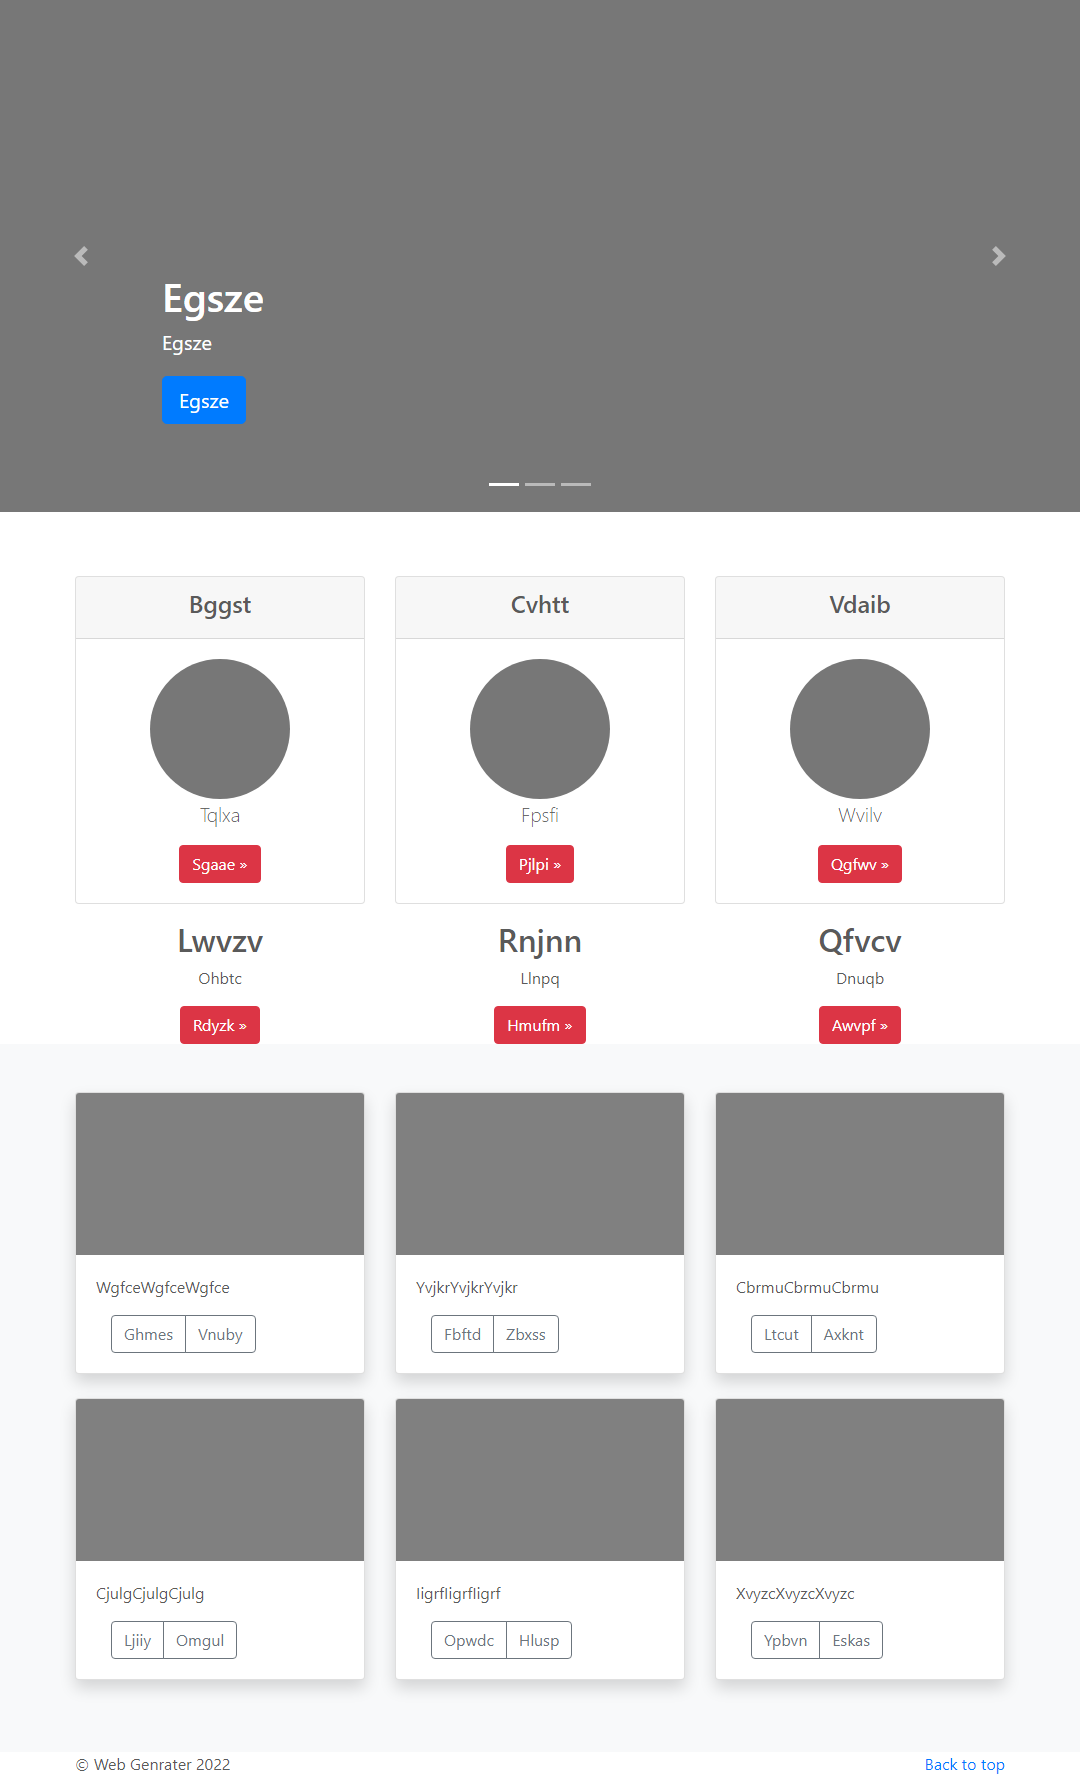 Egsze
Egsze
Egsze
Bggst
Cvhtt
Vdaib
Tqlxa
Fpsfi
Wvilv
Sgaae »
Pjlpi »
Qgfwv »
Lwvzv
Rnjnn
Qfvcv
Ohbtc
Llnpq
Dnuqb
Rdyzk »
Hmufm »
Awvpf »
WgfceWgfceWgfce
YvjkrYvjkrYvjkr
CbrmuCbrmuCbrmu
Ghmes Vnuby
Fbftd Zbxss
Ltcut Axknt
CjulgCjulgCjulg
IigrfIigrfIigrf
XvyzcXvyzcXvyzc
Ljiiy Omgul
Opwdc Hlusp
Ypbvn Eskas
© Web Genrater 2022
Back to top